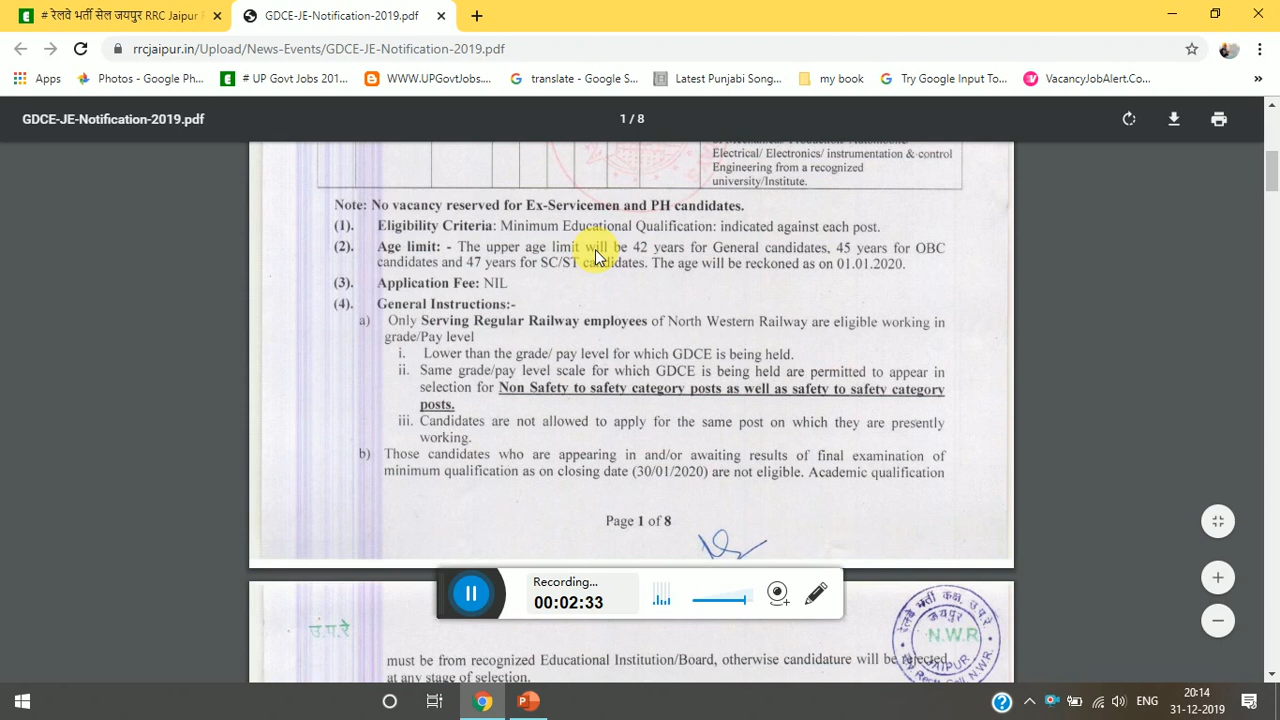 # रेलवे भर्ती सेल जयपुर RRC Jaipur
GDCE-JE-Notification-2019.pdf
rrcjaipur.in/Upload/News-Events/GDCE-JE-Notification-2019.pdf
Apps
Photos - Google Ph...
# UP Govt Jobs 201...
WWW.UPGovtJobs....
translate - Google S...
Latest Punjabi Song...
my book
Try Google Input To...
VacancyJobAlert.Co...
GDCE-JE-Notification-2019.pdf
1 / 8
Electrical/ Electronics/ instrumentation & control
Engineering from a recognized
university/Institute.
Note: No vacancy reserved for Ex-Servicemen and PH candidates.
(1). Eligibility Criteria: Minimum Educational Qualification: indicated against each post.
(2). Age limit: - The upper age limit will be 42 years for General candidates, 45 years for OBC
candidates and 47 years for SC/ST candidates. The age will be reckoned as on 01.01.2020.
(3). Application Fee: NIL
(4). General Instructions:-
a) Only Serving Regular Railway employees of North Western Railway are eligible working in
grade/Pay level
i. Lower than the grade/ pay level for which GDCE is being held.
ii. Same grade/pay level scale for which GDCE is being held are permitted to appear in
selection for Non Safety to safety category posts as well as safety to safety category
posts.
iii. Candidates are not allowed to apply for the same post on which they are presently
working.
b) Those candidates who are appearing in and/or awaiting results of final examination of
minimum qualification as on closing date (30/01/2020) are not eligible. Academic qualification
Page 1 of 8
Recording...
00:02:33
उ.प.रे
रेलवे भर्ती कक्ष, उ.प.रे
जयपुर
N.W.R
JAIPUR
must be from recognized Educational Institution/Board, otherwise candidature will be rejected
at any stage of selection.
ENG
20:14
31-12-2019